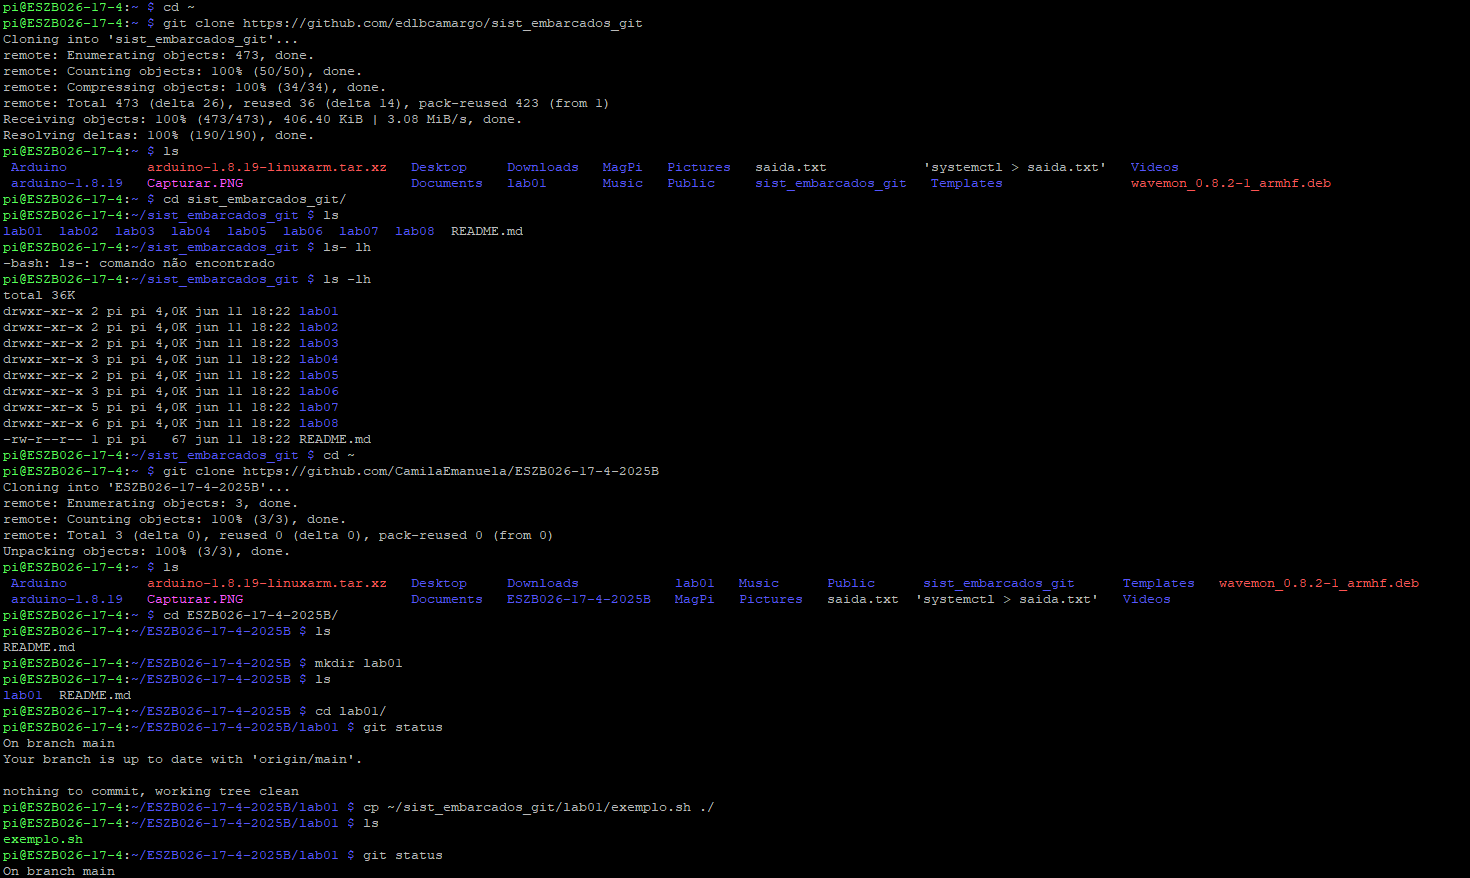 pi@ESZB026-17-4:~ $ cd ~
pi@ESZB026-17-4:~ $ git clone https://github.com/edlbcamargo/sist_embarcados_git
Cloning into 'sist_embarcados_git'...
remote: Enumerating objects: 473, done.
remote: Counting objects: 100% (50/50), done.
remote: Compressing objects: 100% (34/34), done.
remote: Total 473 (delta 26), reused 36 (delta 14), pack-reused 423 (from 1)
Receiving objects: 100% (473/473), 406.40 KiB | 3.08 MiB/s, done.
Resolving deltas: 100% (190/190), done.
pi@ESZB026-17-4:~ $ ls
 Arduino          arduino-1.8.19-linuxarm.tar.xz   Desktop     Downloads   MagPi   Pictures   saida.txt            'systemctl > saida.txt'   Videos
 arduino-1.8.19   Capturar.PNG                     Documents   lab01       Music   Public     sist_embarcados_git   Templates                wavemon_0.8.2-1_armhf.deb
pi@ESZB026-17-4:~ $ cd sist_embarcados_git/
pi@ESZB026-17-4:~/sist_embarcados_git $ ls
lab01  lab02  lab03  lab04  lab05  lab06  lab07  lab08  README.md
pi@ESZB026-17-4:~/sist_embarcados_git $ ls- lh
-bash: ls-: comando não encontrado
pi@ESZB026-17-4:~/sist_embarcados_git $ ls -lh
total 36K
drwxr-xr-x 2 pi pi 4,0K jun 11 18:22 lab01
drwxr-xr-x 2 pi pi 4,0K jun 11 18:22 lab02
drwxr-xr-x 2 pi pi 4,0K jun 11 18:22 lab03
drwxr-xr-x 3 pi pi 4,0K jun 11 18:22 lab04
drwxr-xr-x 2 pi pi 4,0K jun 11 18:22 lab05
drwxr-xr-x 3 pi pi 4,0K jun 11 18:22 lab06
drwxr-xr-x 5 pi pi 4,0K jun 11 18:22 lab07
drwxr-xr-x 6 pi pi 4,0K jun 11 18:22 lab08
-rw-r--r-- 1 pi pi   67 jun 11 18:22 README.md
pi@ESZB026-17-4:~/sist_embarcados_git $ cd ~
pi@ESZB026-17-4:~ $ git clone https://github.com/CamilaEmanuela/ESZB026-17-4-2025B
Cloning into 'ESZB026-17-4-2025B'...
remote: Enumerating objects: 3, done.
remote: Counting objects: 100% (3/3), done.
remote: Total 3 (delta 0), reused 0 (delta 0), pack-reused 0 (from 0)
Unpacking objects: 100% (3/3), done.
pi@ESZB026-17-4:~ $ ls
 Arduino          arduino-1.8.19-linuxarm.tar.xz   Desktop     Downloads            lab01   Music      Public      sist_embarcados_git      Templates   wavemon_0.8.2-1_armhf.deb
 arduino-1.8.19   Capturar.PNG                     Documents   ESZB026-17-4-2025B   MagPi   Pictures   saida.txt  'systemctl > saida.txt'   Videos
pi@ESZB026-17-4:~ $ cd ESZB026-17-4-2025B/
pi@ESZB026-17-4:~/ESZB026-17-4-2025B $ ls
README.md
pi@ESZB026-17-4:~/ESZB026-17-4-2025B $ mkdir lab01
pi@ESZB026-17-4:~/ESZB026-17-4-2025B $ ls
lab01  README.md
pi@ESZB026-17-4:~/ESZB026-17-4-2025B $ cd lab01/
pi@ESZB026-17-4:~/ESZB026-17-4-2025B/lab01 $ git status
On branch main
Your branch is up to date with 'origin/main'.

nothing to commit, working tree clean
pi@ESZB026-17-4:~/ESZB026-17-4-2025B/lab01 $ cp ~/sist_embarcados_git/lab01/exemplo.sh ./
pi@ESZB026-17-4:~/ESZB026-17-4-2025B/lab01 $ ls
exemplo.sh
pi@ESZB026-17-4:~/ESZB026-17-4-2025B/lab01 $ git status
On branch main